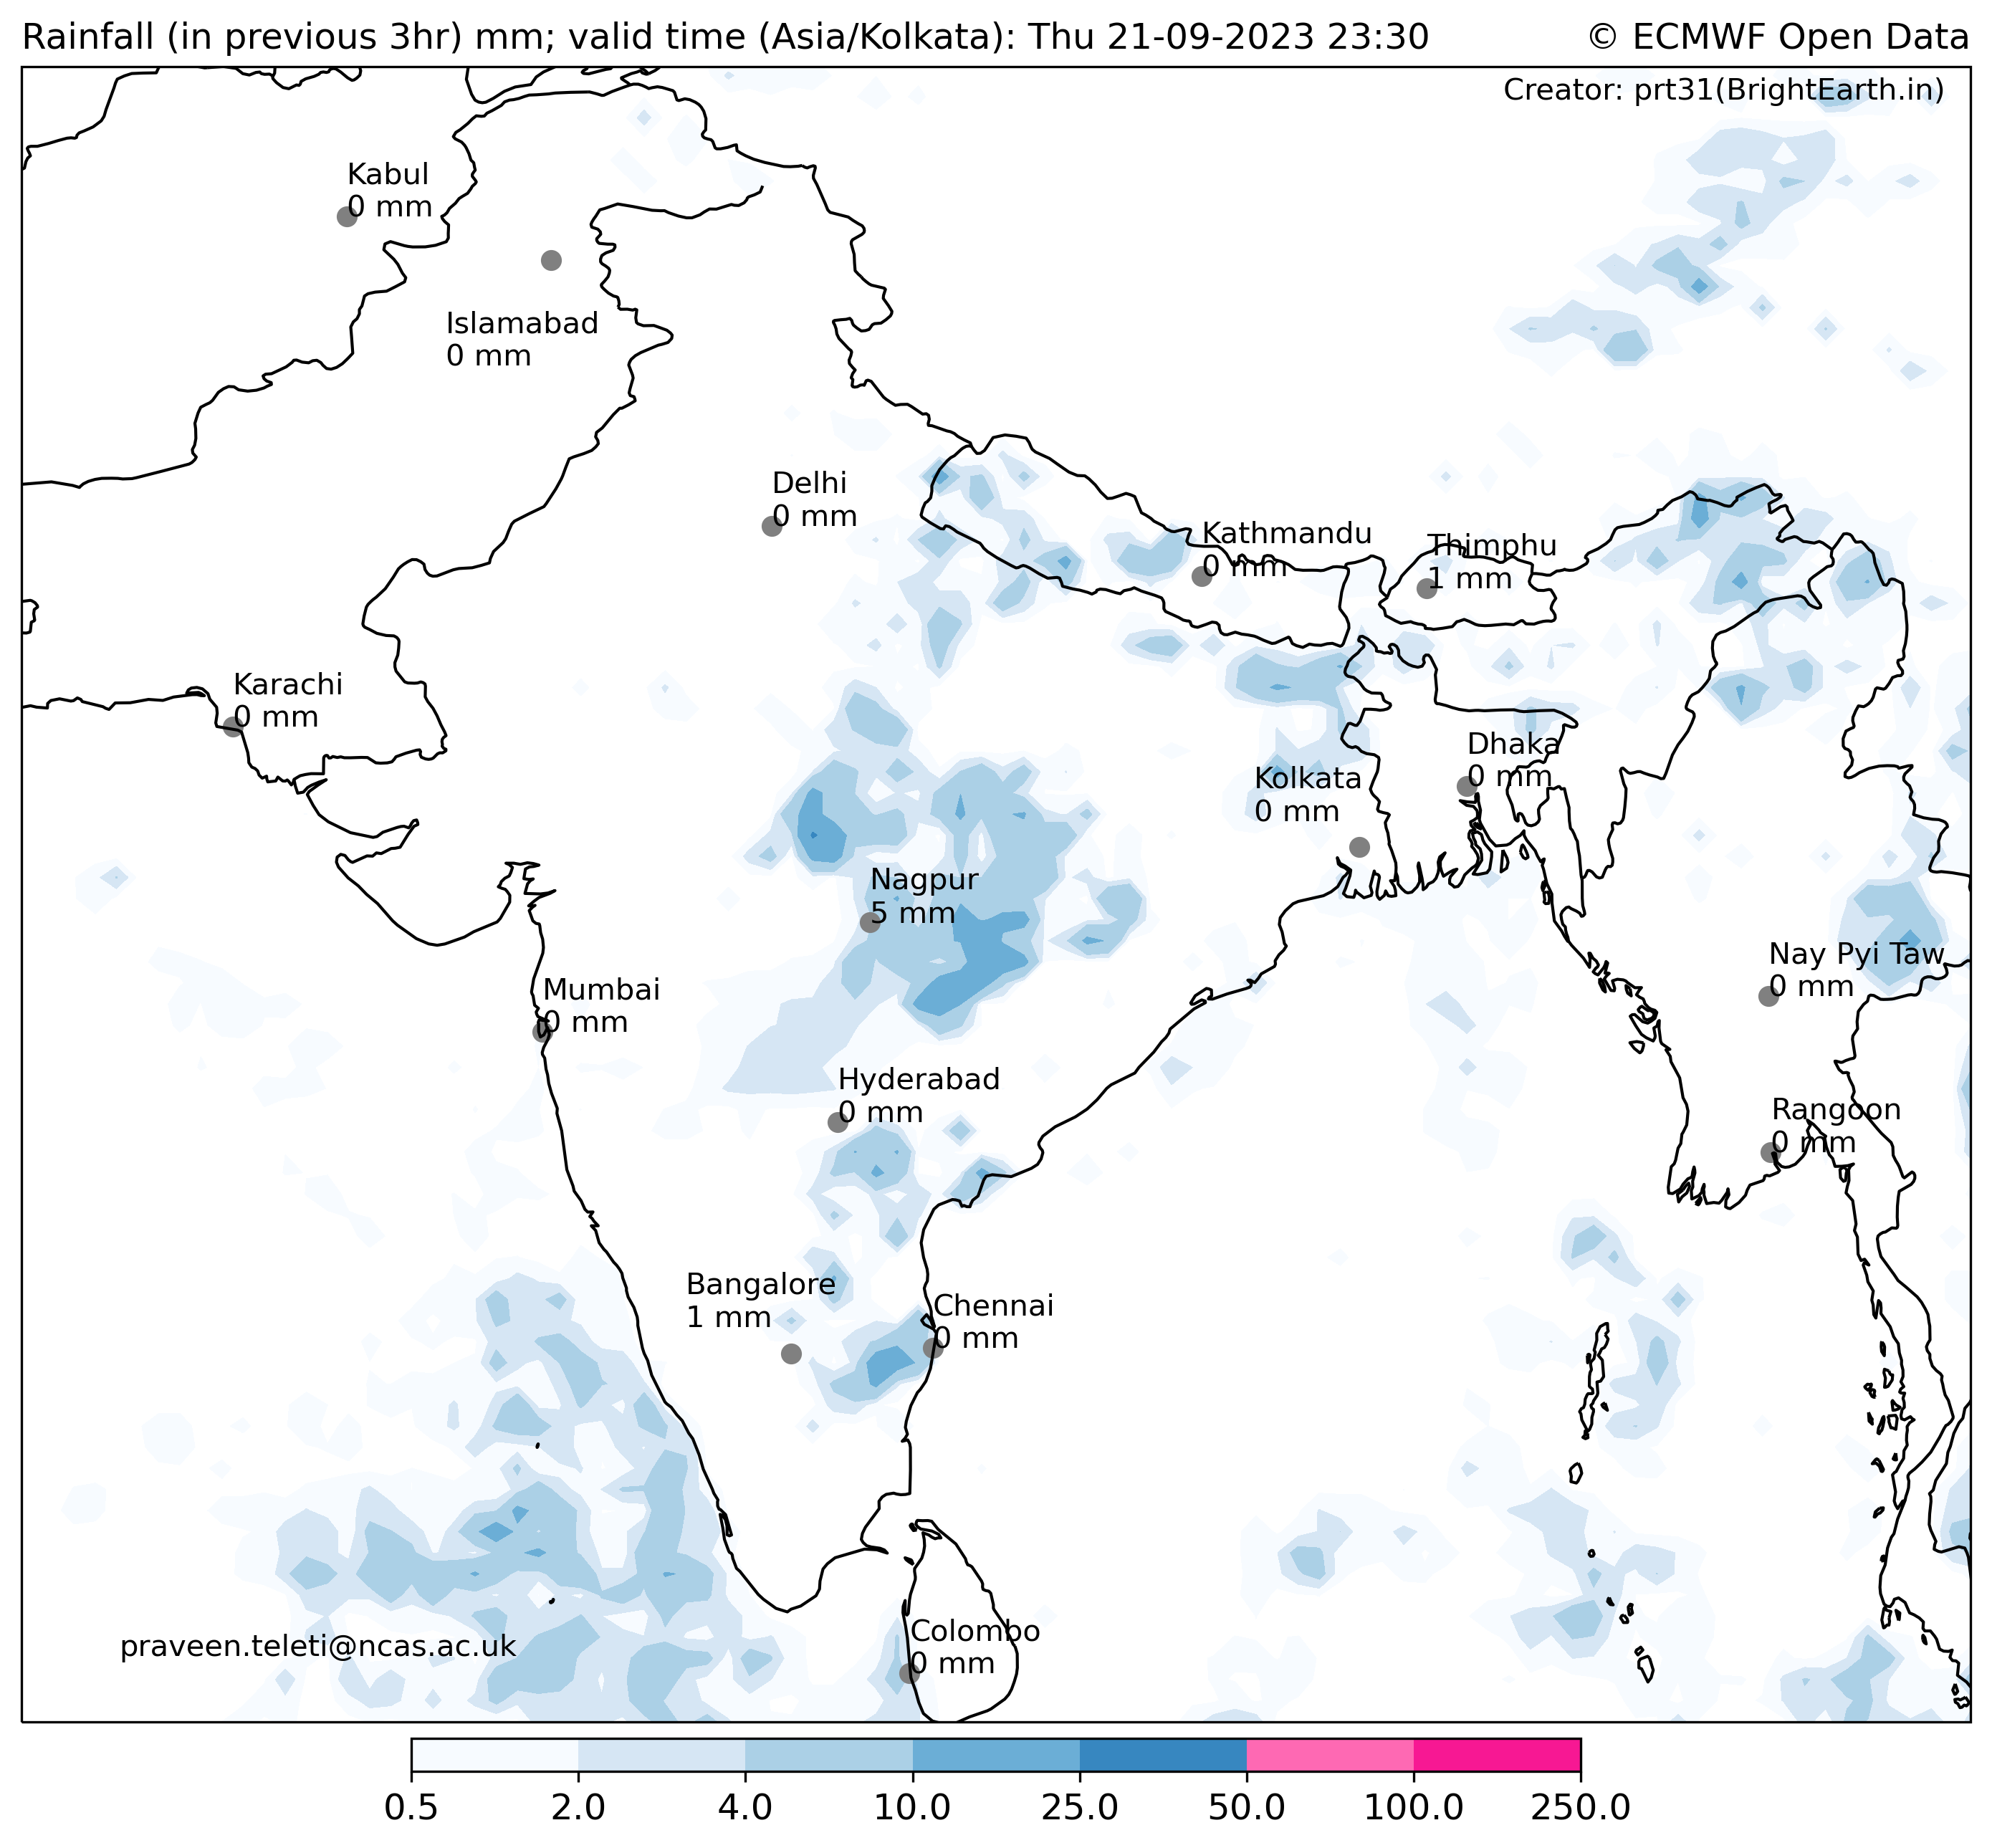 Rainfall (in previous 3hr) mm; valid time (Asia/Kolkata): Thu 21-09-2023 23:30
© ECMWF Open Data
Creator: prt31(BrightEarth.in)
Kabul
0 mm
Islamabad
0 mm
Delhi
0 mm
Kathmandu
0 mm
Thimphu
1 mm
Karachi
0 mm
Dhaka
0 mm
Kolkata
0 mm
Nagpur
5 mm
Nay Pyi Taw
0 mm
Mumbai
0 mm
Hyderabad
0 mm
Rangoon
0 mm
Bangalore
1 mm
Chennai
0 mm
Colombo
0 mm
praveen.teleti@ncas.ac.uk
0.5 2.0 4.0 10.0 25.0 50.0 100.0 250.0